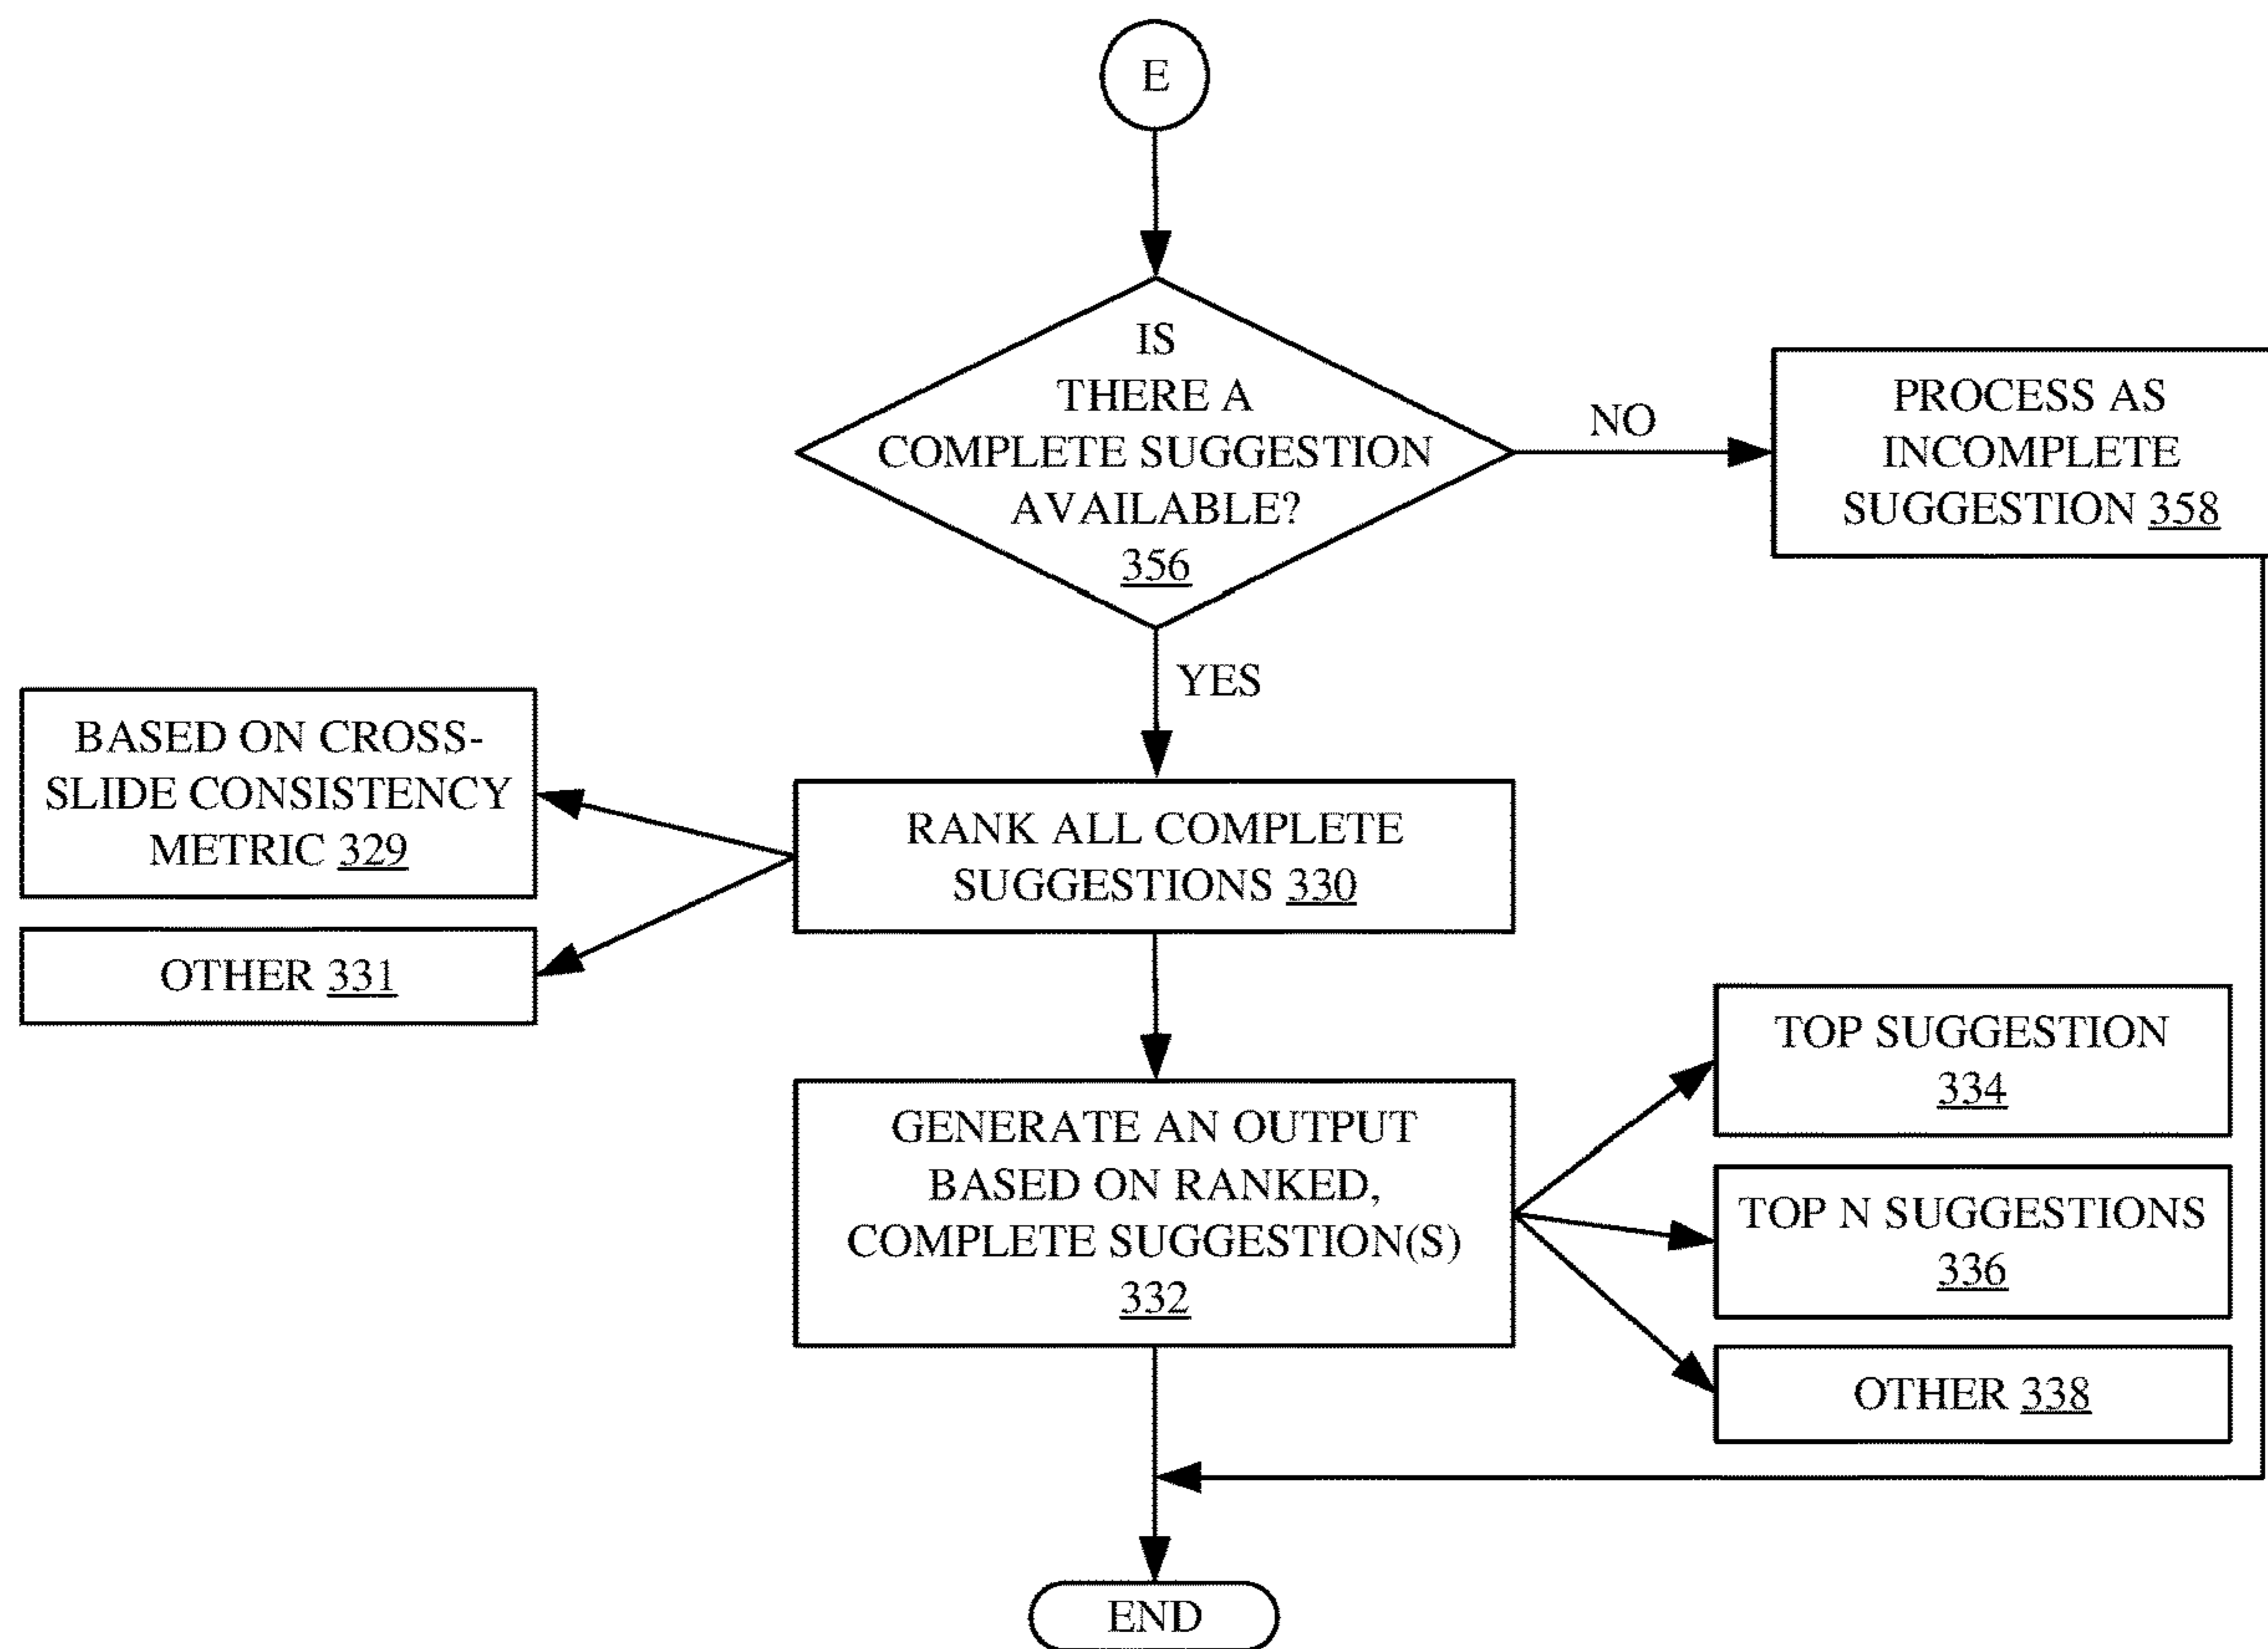 E
IS
THERE A
COMPLETE SUGGESTION
AVAILABLE?
356
NO
PROCESS AS
INCOMPLETE
SUGGESTION 358
YES
BASED ON CROSS-
SLIDE CONSISTENCY
METRIC 329
OTHER 331
RANK ALL COMPLETE
SUGGESTIONS 330
GENERATE AN OUTPUT
BASED ON RANKED,
COMPLETE SUGGESTION(S)
332
TOP SUGGESTION
334
TOP N SUGGESTIONS
336
OTHER 338
END